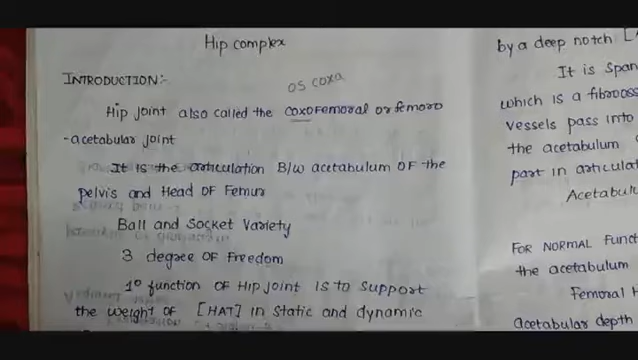 Hip complex
INTRODUCTION:-
OS COXA
Hip joint also called the coxofemoral or femoro
-acetabular joint
It is the articulation B/W acetabulum OF the
pelvis and Head OF Femur
Ball and Socket Variety
3 degree OF Freedom
1° function OF Hip joint IS to SUPPORT
the weight OF [HAT] in Static and dynamic
by a deep notch [
It is Span
which is a fibrooss
vessels pass into
the acetabulum
part in articulat
Acetabul
FOR NORMAL Funct
the acetabulum
Femoral H
acetabular depth